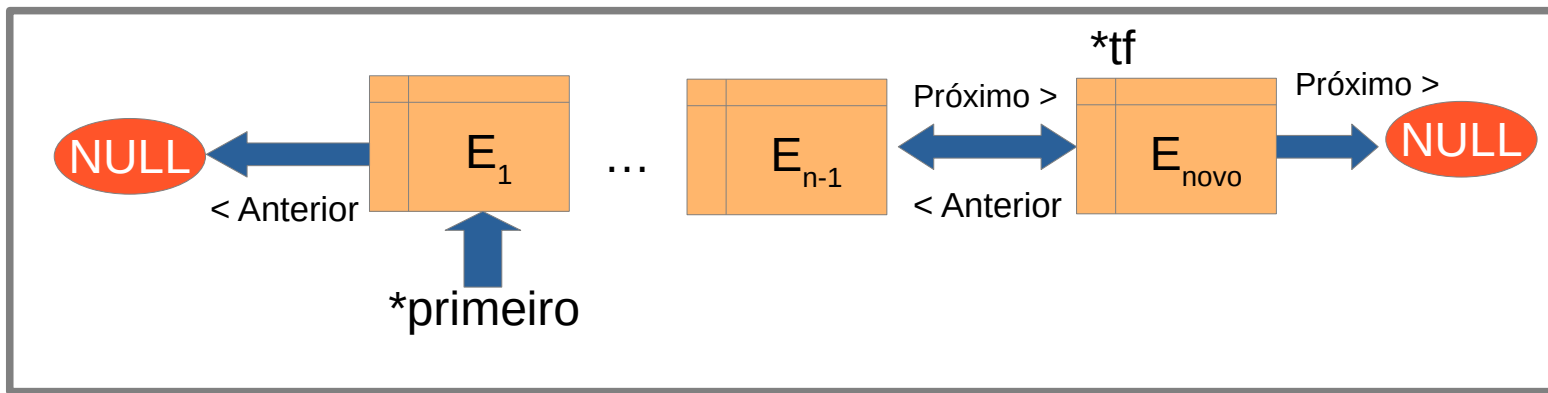 *tf
Próximo >
Próximo >
NULL
E1
...
En-1
Enovo
NULL
< Anterior
< Anterior
*primeiro